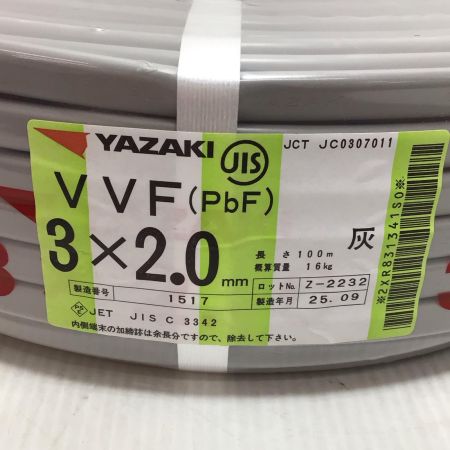 YAZAKI JIS JCT JC0307011
VVF(PbF)
3×2.0mm 灰
長さ 100m
概算質量 16kg
製造番号 1517 ロットNo. Z-2232
製造年月 25.09
PS E JET JIS C 3342
内側端末の加締跡は余長分ですので、除去して下さい。
※2XR831341S0※